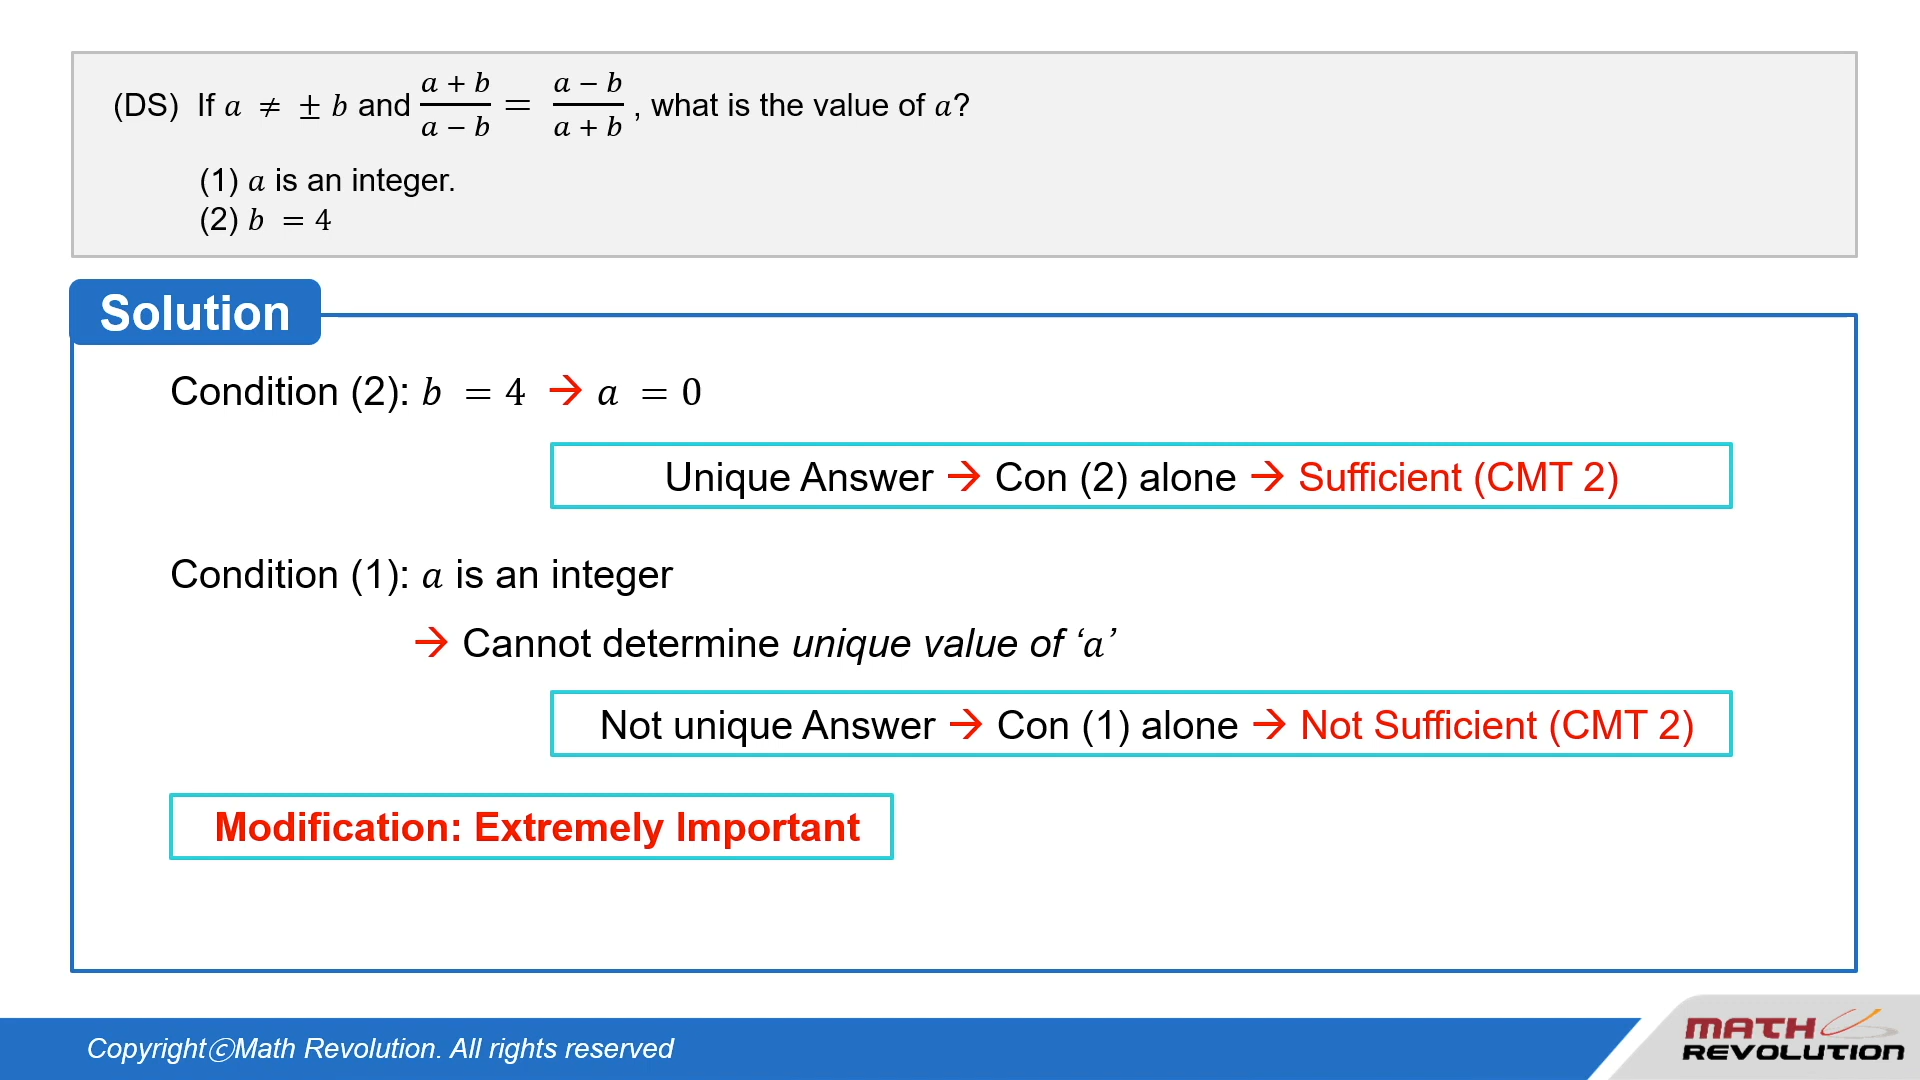 (DS) If a ≠ ± b and (a + b)/(a − b) = (a − b)/(a + b), what is the value of a?
(1) a is an integer.
(2) b = 4
Solution
Condition (2): b = 4 → a = 0
Unique Answer → Con (2) alone → Sufficient (CMT 2)
Condition (1): a is an integer
→ Cannot determine unique value of ‘a’
Not unique Answer → Con (1) alone → Not Sufficient (CMT 2)
Modification: Extremely Important
CopyrightⓒMath Revolution. All rights reserved
MATH
REVOLUTION